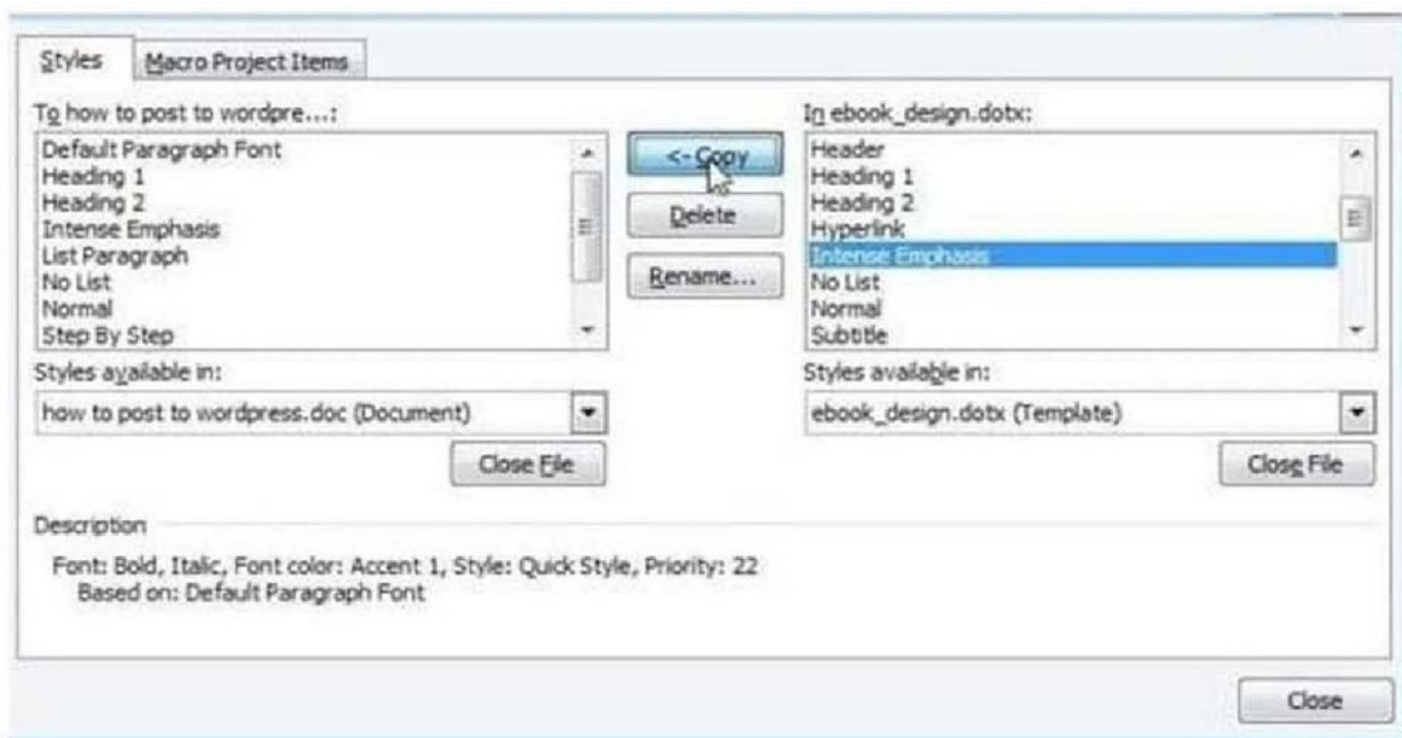 Styles
Macro Project Items
To how to post to wordpre...:
Default Paragraph Font
Heading 1
Heading 2
Intense Emphasis
List Paragraph
No List
Normal
Step By Step
Styles available in:
how to post to wordpress.doc (Document)
Close File
<- Copy
Delete
Rename...
In ebook_design.dotx:
Header
Heading 1
Heading 2
Hyperlink
Intense Emphasis
No List
Normal
Subtitle
Styles available in:
ebook_design.dotx (Template)
Close File
Description
Font: Bold, Italic, Font color: Accent 1, Style: Quick Style, Priority: 22
Based on: Default Paragraph Font
Close